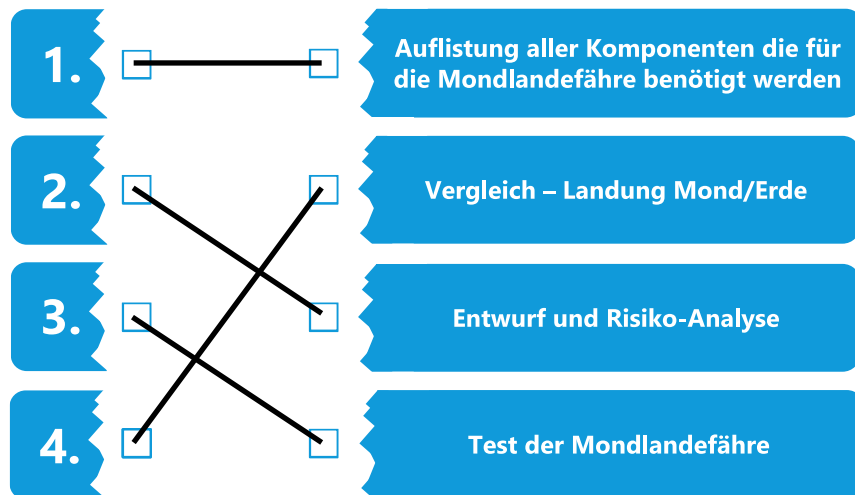 1.
Auflistung aller Komponenten die für
die Mondlandefähre benötigt werden
2.
Vergleich – Landung Mond/Erde
3.
Entwurf und Risiko-Analyse
4.
Test der Mondlandefähre